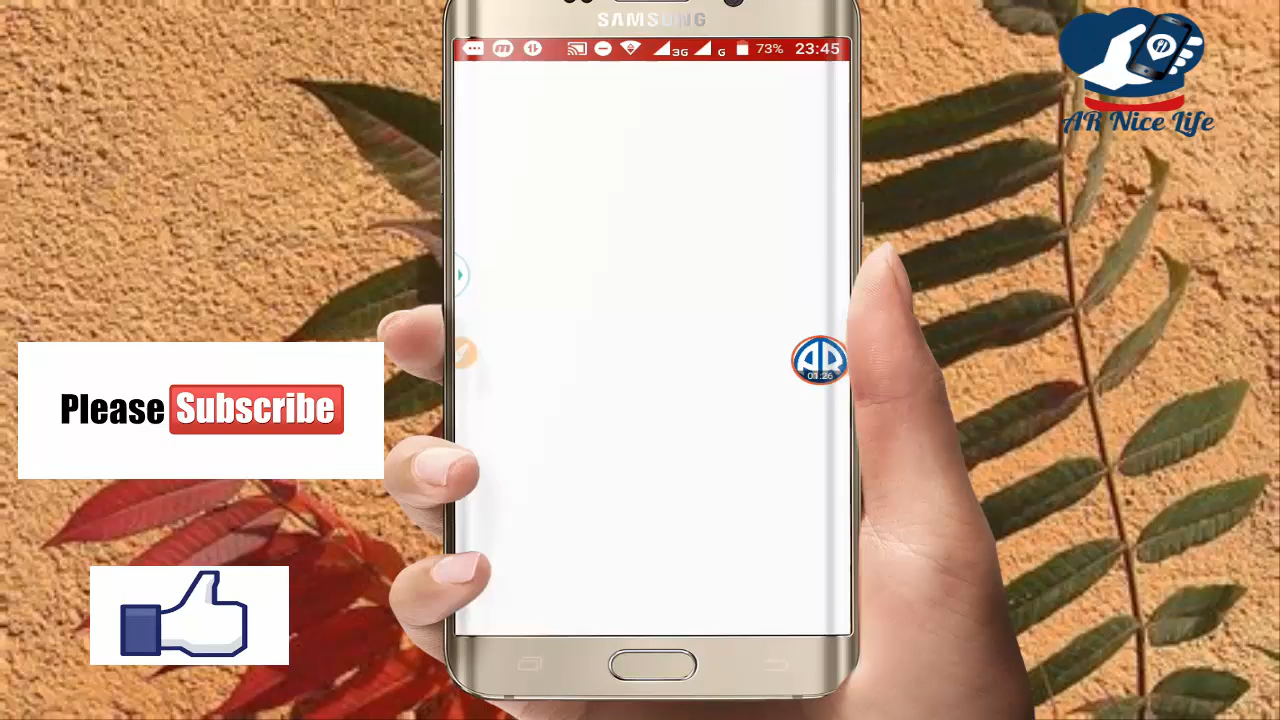 SAMSUNG
3G
G
73%
23:45
AR Nice Life
AR
01:26
Please Subscribe